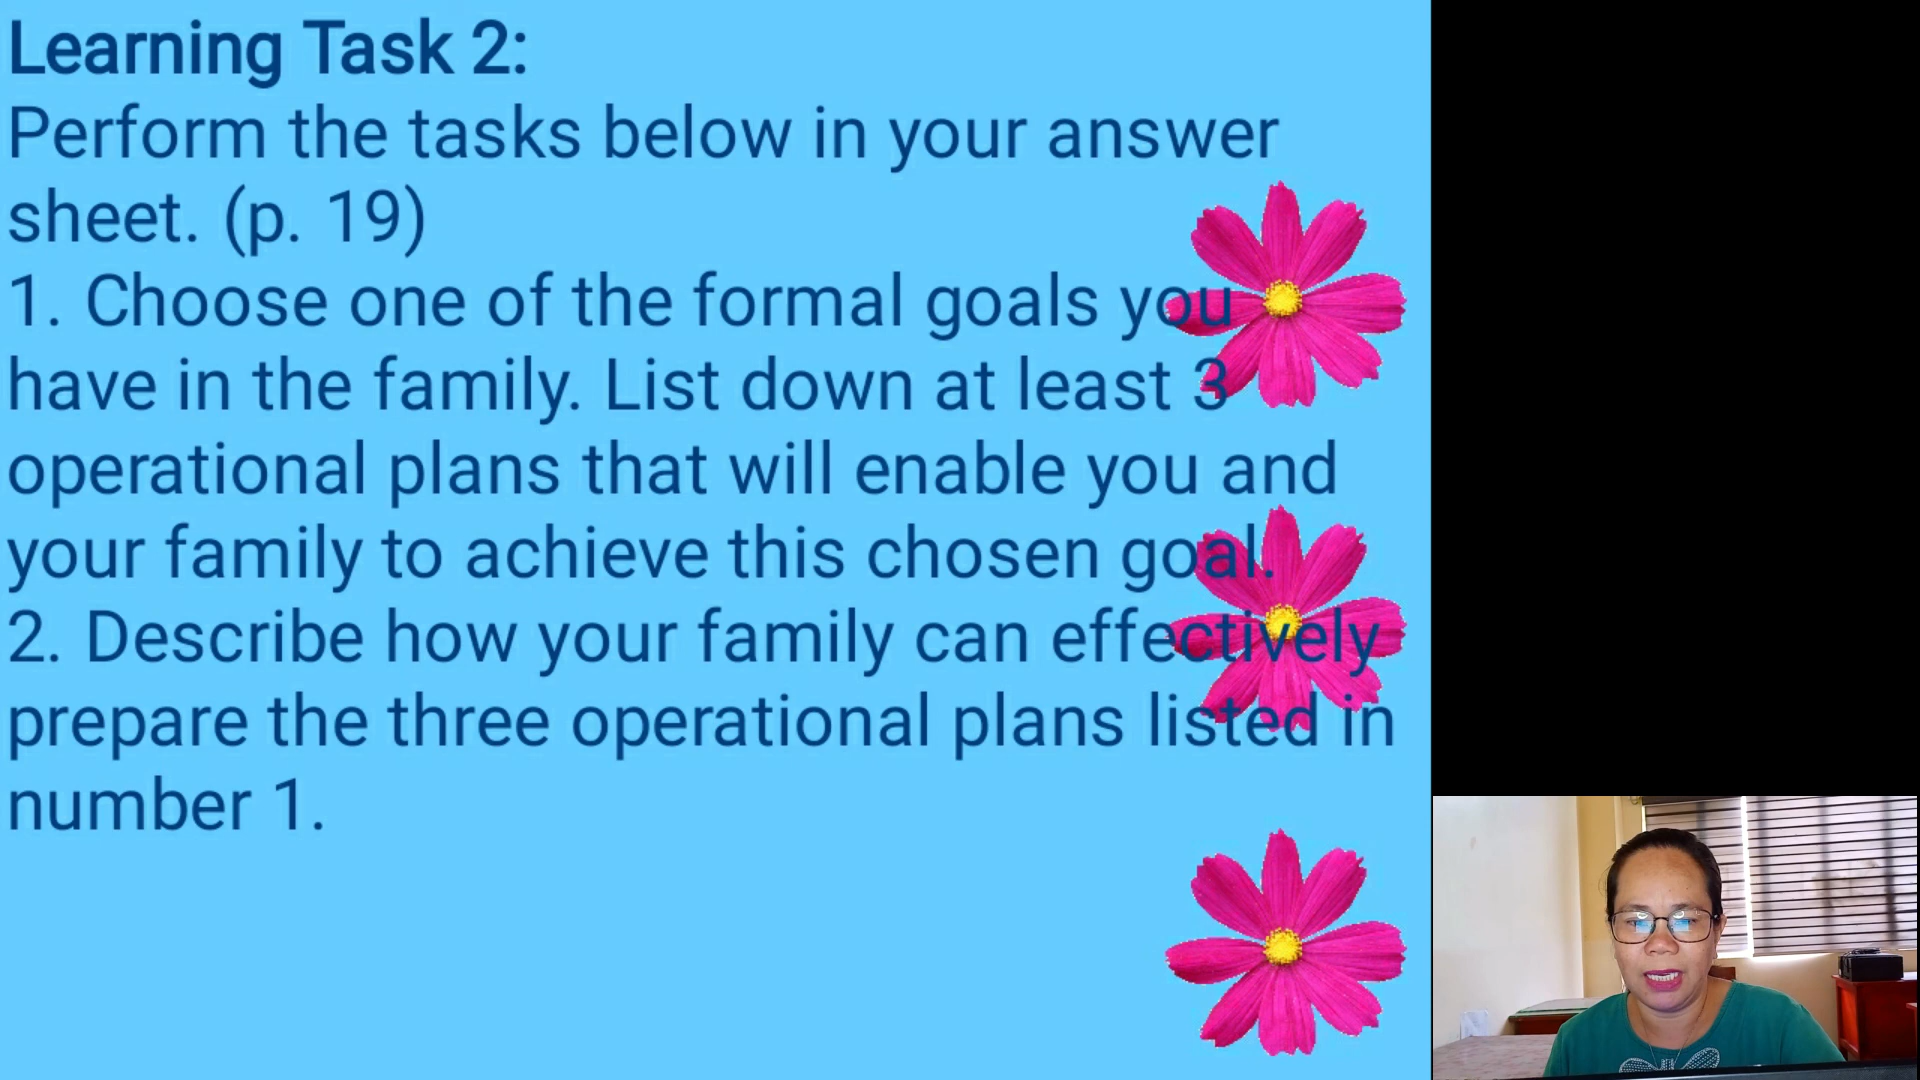 Learning Task 2:
Perform the tasks below in your answer
sheet. (p. 19)
1. Choose one of the formal goals you
have in the family. List down at least 3
operational plans that will enable you and
your family to achieve this chosen goal.
2. Describe how your family can effectively
prepare the three operational plans listed in
number 1.